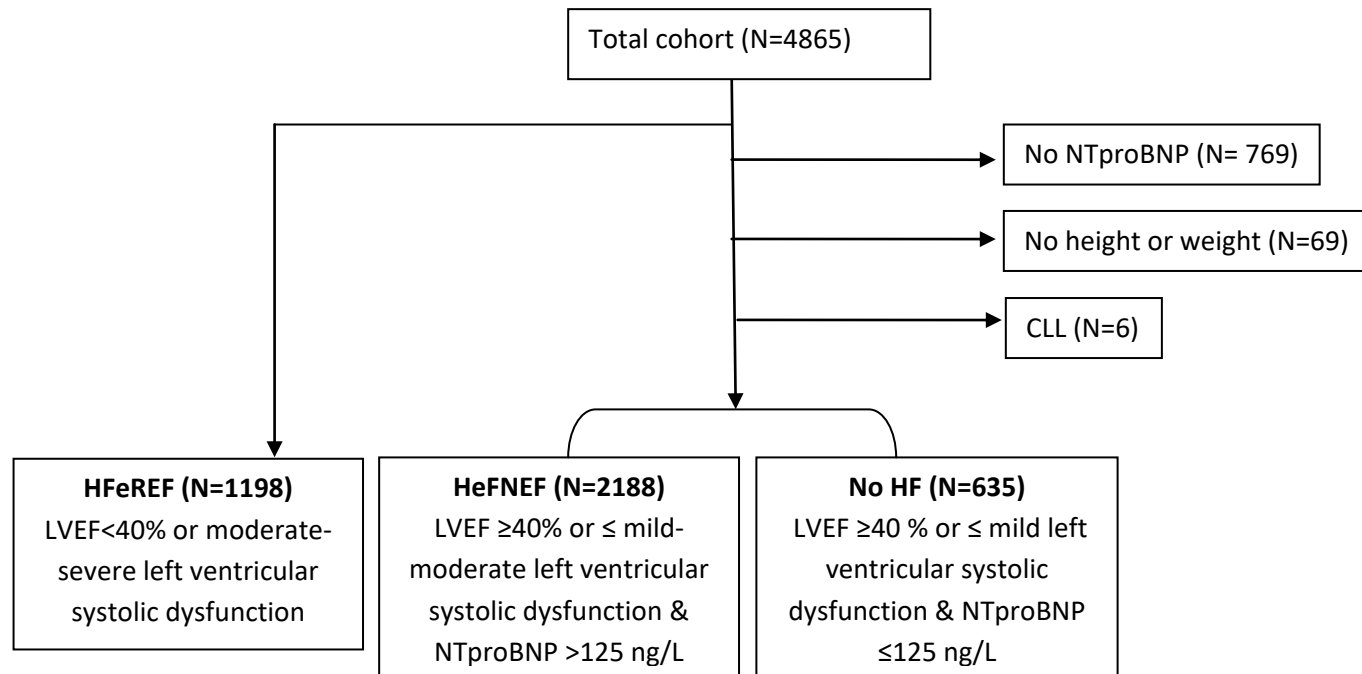 Total cohort (N=4865)
No NTproBNP (N= 769)
No height or weight (N=69)
CLL (N=6)
HFeREF (N=1198)
LVEF<40% or moderate-
severe left ventricular
systolic dysfunction
HeFNEF (N=2188)
LVEF ≥40% or ≤ mild-
moderate left ventricular
systolic dysfunction &
NTproBNP >125 ng/L
No HF (N=635)
LVEF ≥40 % or ≤ mild left
ventricular systolic
dysfunction & NTproBNP
≤125 ng/L